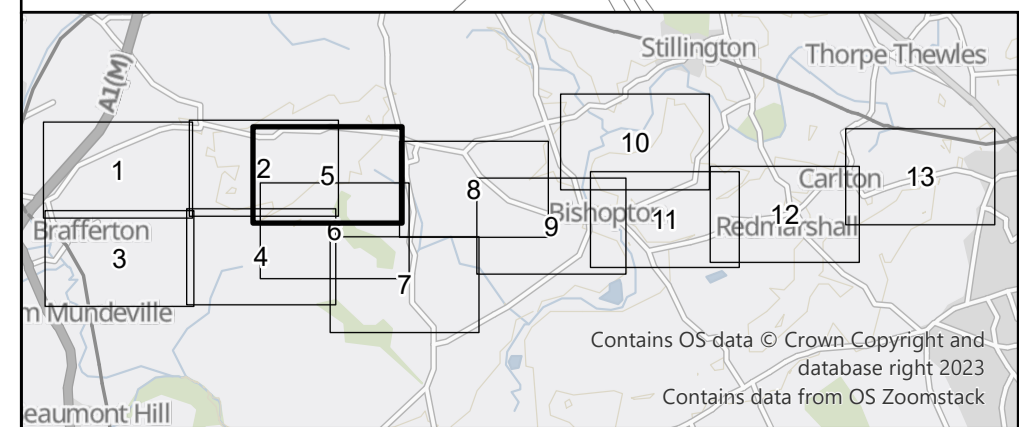 Stillington
Thorpe Thewles
A1(M)
10
1
2
5
Carlton
13
8
Bishopton
11
12
Redmarshall
9
Brafferton
6
3
4
7
m Mundeville
Contains OS data © Crown Copyright and
database right 2023
Contains data from OS Zoomstack
eaumont Hill